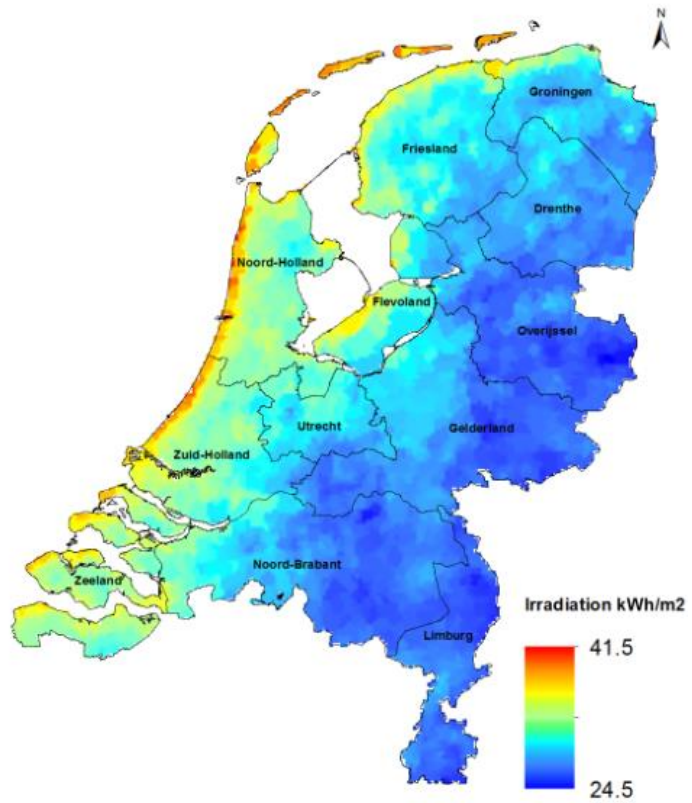 N
Groningen
Friesland
Drenthe
Noord-Holland
Flevoland
Overijssel
Utrecht
Gelderland
Zuid-Holland
Noord-Brabant
Zeeland
Limburg
Irradiation kWh/m2
41.5
24.5